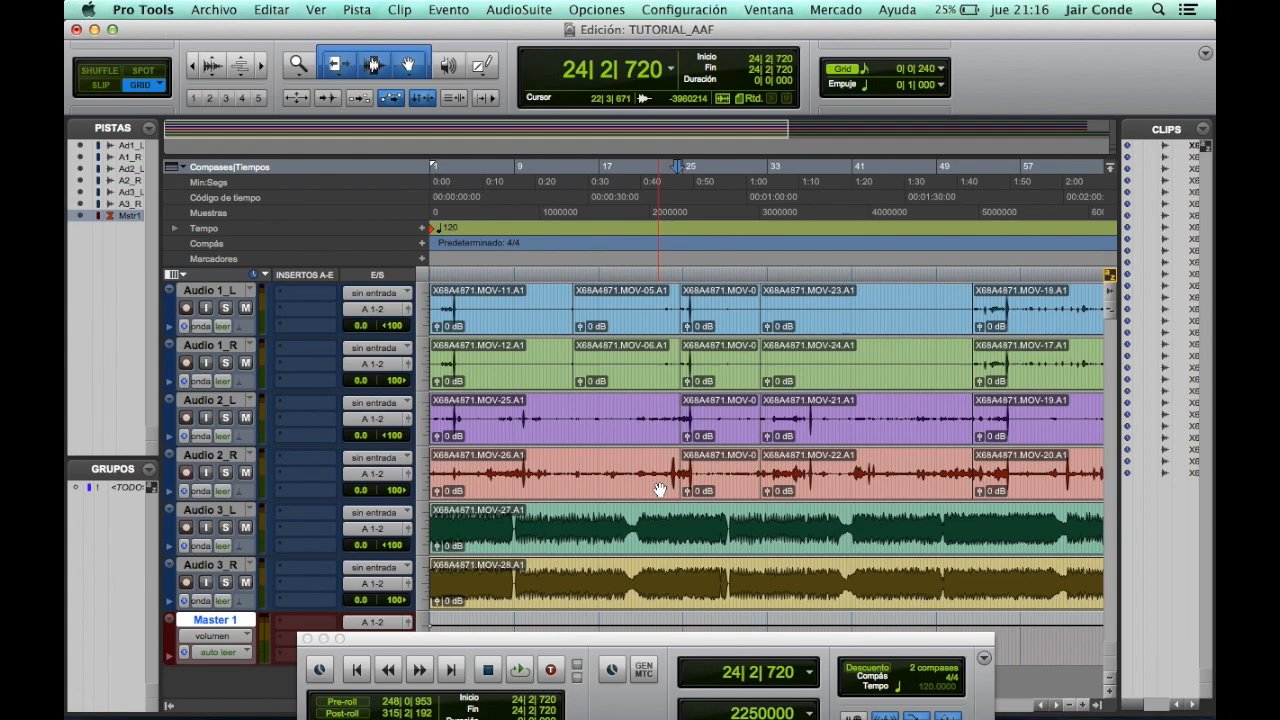 Pro Tools Archivo Editar Ver Pista Clip Evento AudioSuite Opciones Configuración Ventana Mercado Ayuda 25% jue 21:16 Jair Conde
Edición: TUTORIAL_AAF
SHUFFLE SPOT
SLIP GRID
1 2 3 4 5
24| 2| 720
Inicio 24| 2| 720
Fin 24| 2| 720
Duración 0| 0| 000
Cursor 22| 3| 671 -3960214 Rtd.
Grid 0| 0| 240
Empuje 0| 1| 000
PISTAS
Ad1_L
A1_R
Ad2_L
A2_R
Ad3_L
A3_R
Mstr1
GRUPOS
! <TODO>
CLIPS
Compases|Tiempos 1 9 17 25 33 41 49 57
Min:Segs 0:00 0:10 0:20 0:30 0:40 0:50 1:00 1:10 1:20 1:30 1:40 1:50 2:00
Código de tiempo 00:00:00:00 00:00:30:00 00:01:00:00 00:01:30:00 00:02:00:
Muestras 0 1000000 2000000 3000000 4000000 5000000 600
Tempo 120
Compás Predeterminado: 4/4
Marcadores
INSERTOS A-E E/S
Audio 1_L sin entrada X68A4871.MOV-11.A1 X68A4871.MOV-05.A1 X68A4871.MOV-0 X68A4871.MOV-23.A1 X68A4871.MOV-18.A1
I S M A 1-2
onda leer 0.0 100 0 dB 0 dB 0 dB 0 dB 0 dB
Audio 1_R sin entrada X68A4871.MOV-12.A1 X68A4871.MOV-06.A1 X68A4871.MOV-0 X68A4871.MOV-24.A1 X68A4871.MOV-17.A1
I S M A 1-2
onda leer 0.0 100 0 dB 0 dB 0 dB 0 dB 0 dB
Audio 2_L sin entrada X68A4871.MOV-25.A1 X68A4871.MOV-0 X68A4871.MOV-21.A1 X68A4871.MOV-19.A1
I S M A 1-2
onda leer 0.0 100 0 dB 0 dB 0 dB 0 dB
Audio 2_R sin entrada X68A4871.MOV-26.A1 X68A4871.MOV-0 X68A4871.MOV-22.A1 X68A4871.MOV-20.A1
I S M A 1-2
onda leer 0.0 100 0 dB 0 dB 0 dB 0 dB
Audio 3_L sin entrada X68A4871.MOV-27.A1
I S M A 1-2
onda leer 0.0 100 0 dB
Audio 3_R sin entrada X68A4871.MOV-28.A1
I S M A 1-2
onda leer 0.0 100 0 dB
Master 1 A 1-2
volumen
auto leer
GEN
MTC
24| 2| 720
Descuento 2 compases
Compás 4/4
Tempo 120.0000
Pre-roll 248| 0| 953
Post-roll 315| 2| 192
Inicio 24| 2| 720
Fin 24| 2| 720
2250000